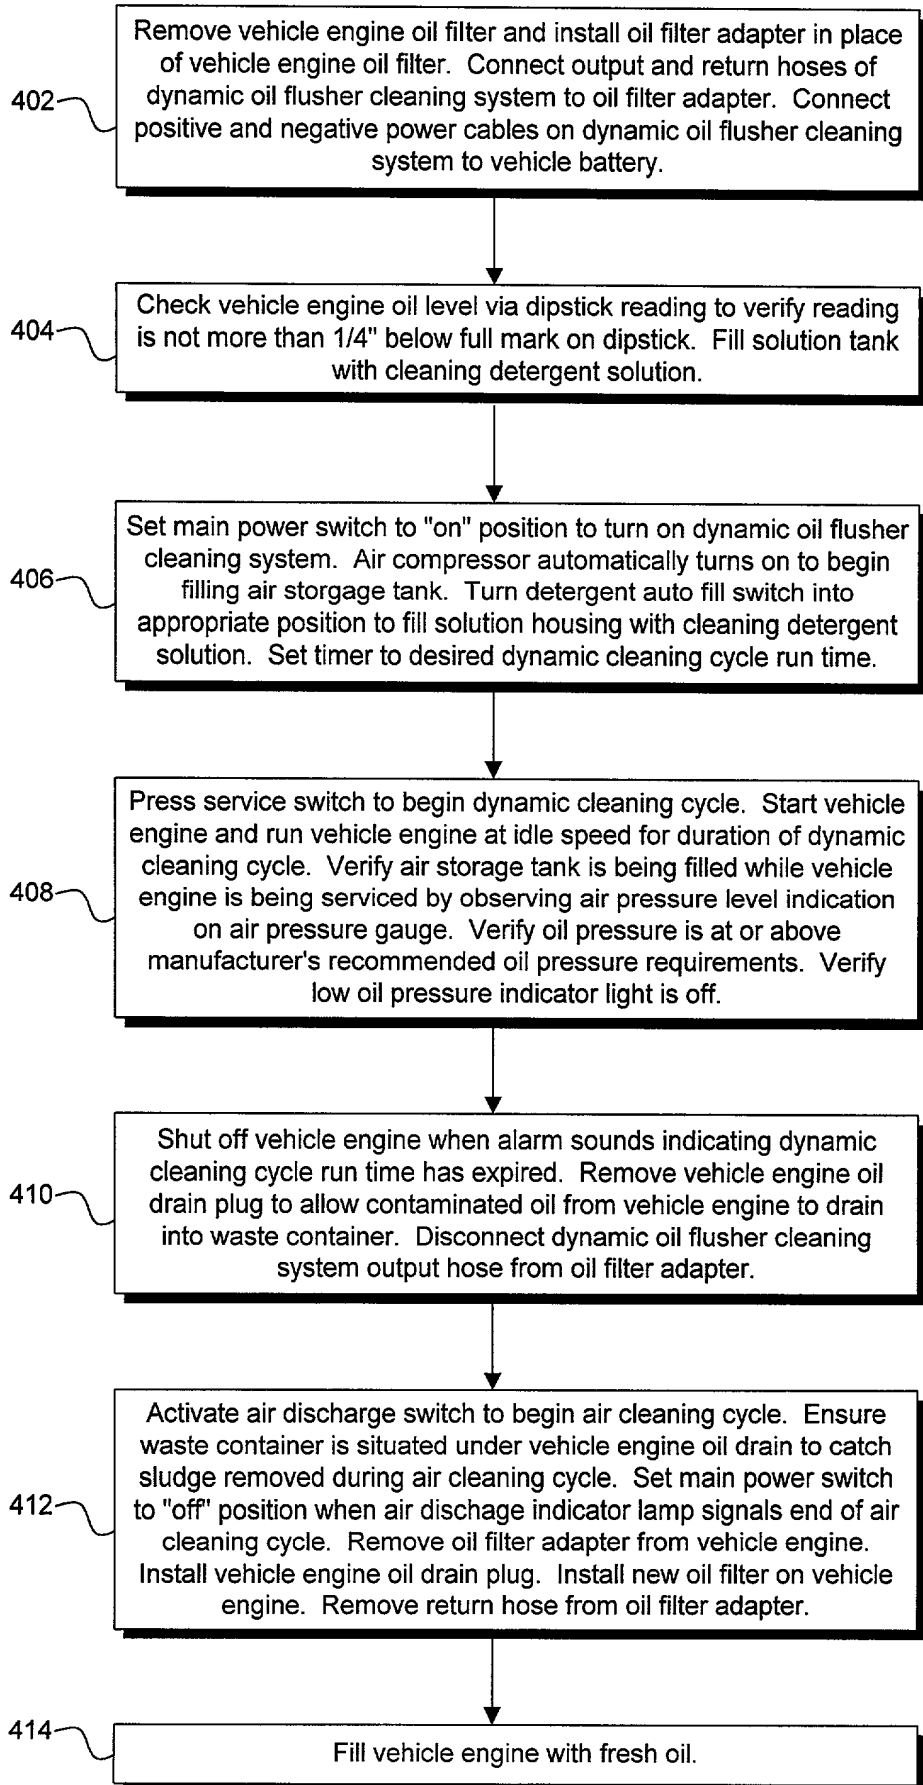 Remove vehicle engine oil filter and install oil filter adapter in place
of vehicle engine oil filter. Connect output and return hoses of
402
dynamic oil flusher cleaning system to oil filter adapter. Connect
positive and negative power cables on dynamic oil flusher cleaning
system to vehicle battery.
Check vehicle engine oil level via dipstick reading to verify reading
404
is not more than 1/4" below full mark on dipstick. Fill solution tank
with cleaning detergent solution.
Set main power switch to "on" position to turn on dynamic oil flusher
cleaning system. Air compressor automatically turns on to begin
406
filling air storgage tank. Turn detergent auto fill switch into
appropriate position to fill solution housing with cleaning detergent
solution. Set timer to desired dynamic cleaning cycle run time.
Press service switch to begin dynamic cleaning cycle. Start vehicle
engine and run vehicle engine at idle speed for duration of dynamic
cleaning cycle. Verify air storage tank is being filled while vehicle
408
engine is being serviced by observing air pressure level indication
on air pressure gauge. Verify oil pressure is at or above
manufacturer's recommended oil pressure requirements. Verify
low oil pressure indicator light is off.
Shut off vehicle engine when alarm sounds indicating dynamic
cleaning cycle run time has expired. Remove vehicle engine oil
410
drain plug to allow contaminated oil from vehicle engine to drain
into waste container. Disconnect dynamic oil flusher cleaning
system output hose from oil filter adapter.
Activate air discharge switch to begin air cleaning cycle. Ensure
waste container is situated under vehicle engine oil drain to catch
sludge removed during air cleaning cycle. Set main power switch
412
to "off" position when air dischage indicator lamp signals end of air
cleaning cycle. Remove oil filter adapter from vehicle engine.
Install vehicle engine oil drain plug. Install new oil filter on vehicle
engine. Remove return hose from oil filter adapter.
414
Fill vehicle engine with fresh oil.